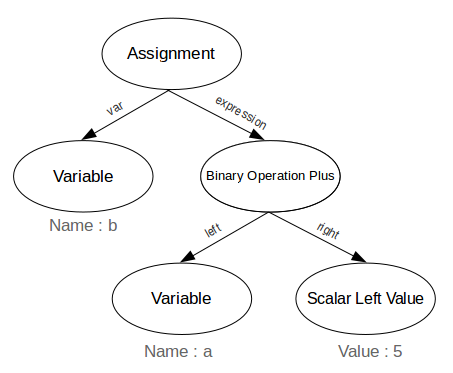 Assignment
var
expression
Variable
Binary Operation Plus
Name : b
left
right
Variable
Scalar Left Value
Name : a
Value : 5